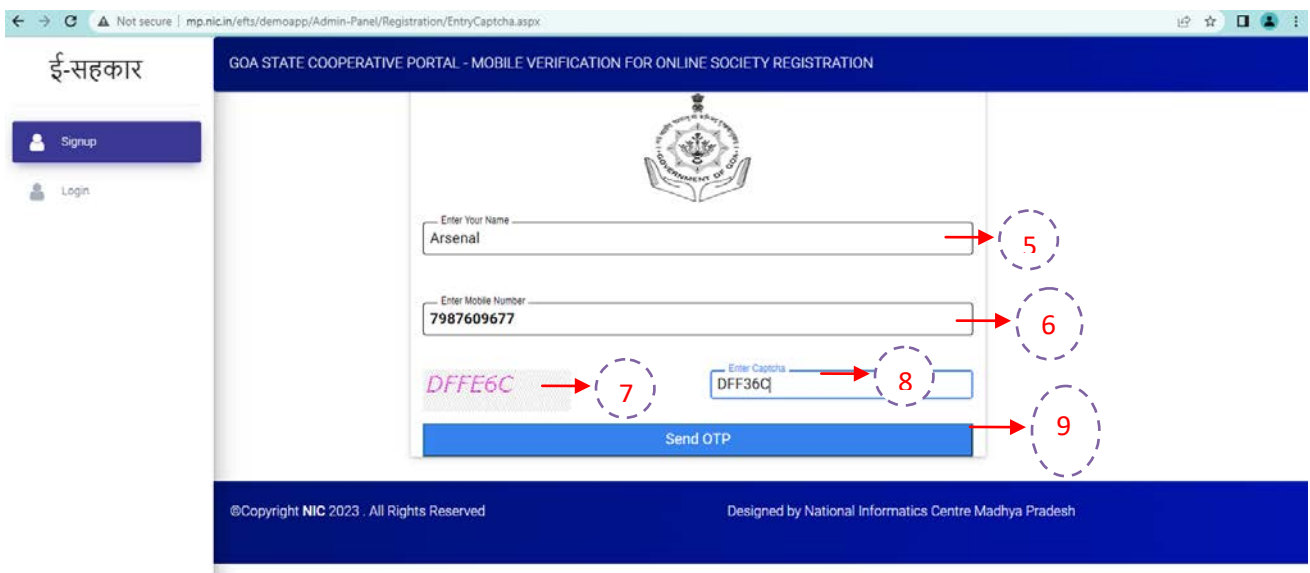 Not secure | mp.nic.in/efts/demoapp/Admin-Panel/Registration/EntryCaptcha.aspx
ई-सहकार
GOA STATE COOPERATIVE PORTAL - MOBILE VERIFICATION FOR ONLINE SOCIETY REGISTRATION
Signup
Login
GOVERNMENT OF GOA
Enter Your Name
Arsenal
5
Enter Mobile Number
7987609677
6
DFFE6C
7
Enter Captcha
DFF36C
8
Send OTP
9
©Copyright NIC 2023 . All Rights Reserved
Designed by National Informatics Centre Madhya Pradesh